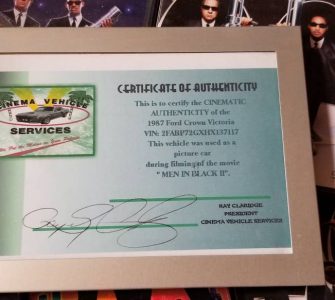 CERTIFICATE OF AUTHENTICITY
CINEMA VEHICLE
SERVICES
This is to certify the CINEMATIC
AUTHENTICITY of the
1987 Ford Crown Victoria
VIN: 2FABP72GXHX137117
This vehicle was used as a
picture car
during filming of the movie
" MEN IN BLACK II".
RAY CLARIDGE
PRESIDENT
CINEMA VEHICLE SERVICES